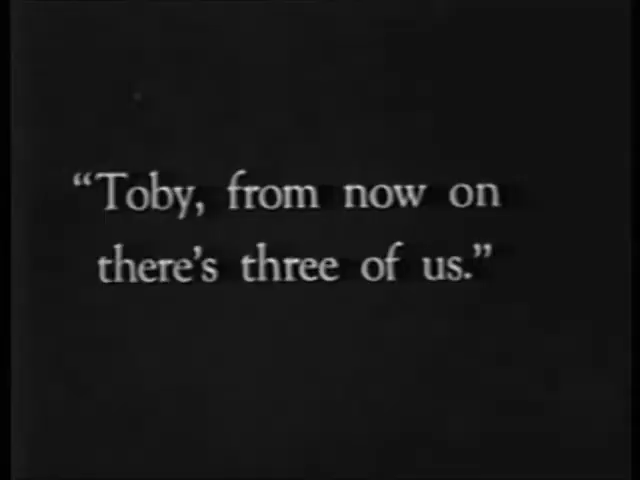 “Toby, from now on
there’s three of us.”